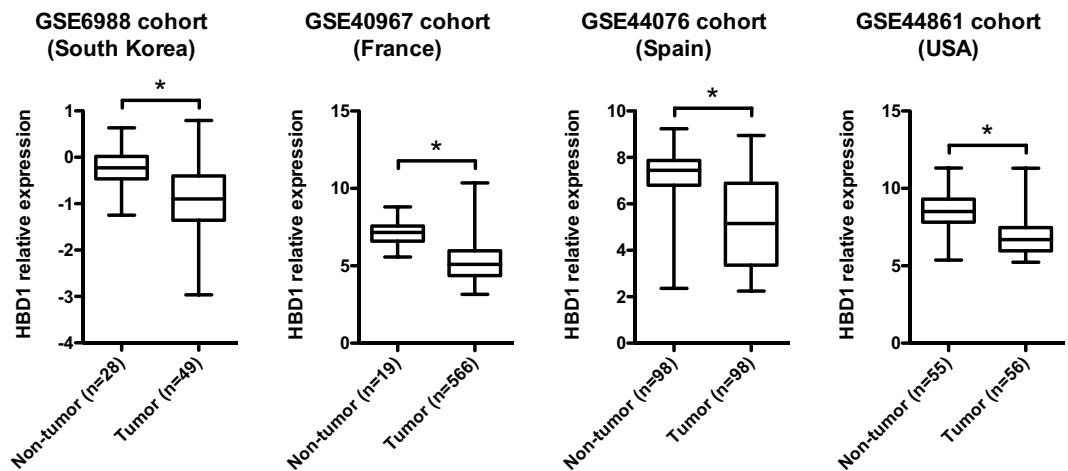 GSE6988 cohort
(South Korea)
HBD1 relative expression
1
0
-1
-2
-3
-4
*
Non-tumor (n=28)
Tumor (n=49)
GSE40967 cohort
(France)
HBD1 relative expression
15
10
5
0
*
Non-tumor (n=19)
Tumor (n=566)
GSE44076 cohort
(Spain)
HBD1 relative expression
10
8
6
4
2
0
*
Non-tumor (n=98)
Tumor (n=98)
GSE44861 cohort
(USA)
HBD1 relative expression
15
10
5
0
*
Non-tumor (n=55)
Tumor (n=56)